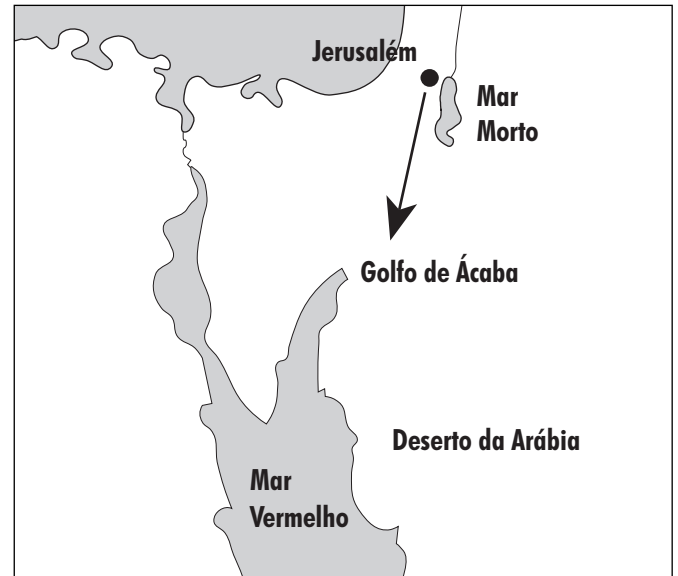 Jerusalém
Mar
Morto
Golfo de Ácaba
Deserto da Arábia
Mar
Vermelho